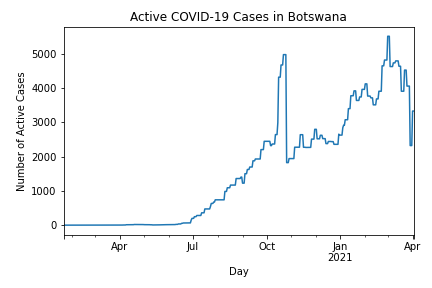 Active COVID-19 Cases in Botswana
Number of Active Cases
5000
4000
3000
2000
1000
0
Apr Jul Oct Jan Apr
2021
Day